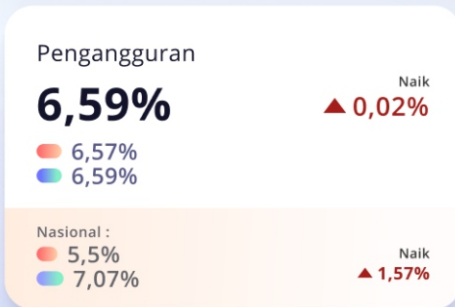 Pengangguran
6,59%
Naik
▲ 0,02%
6,57%
6,59%
Nasional :
5,5%
7,07%
Naik
▲ 1,57%